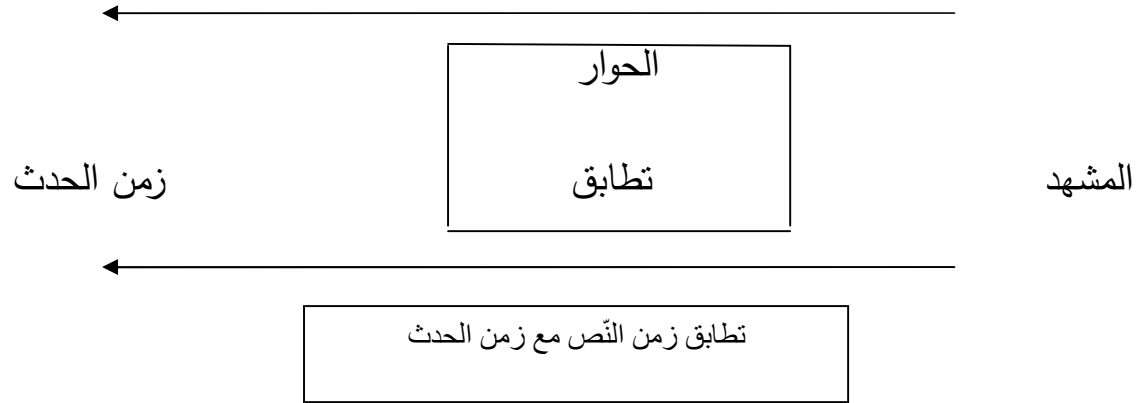 الحوار
المشهد تطابق زمن الحدث
تطابق زمن النّص مع زمن الحدث